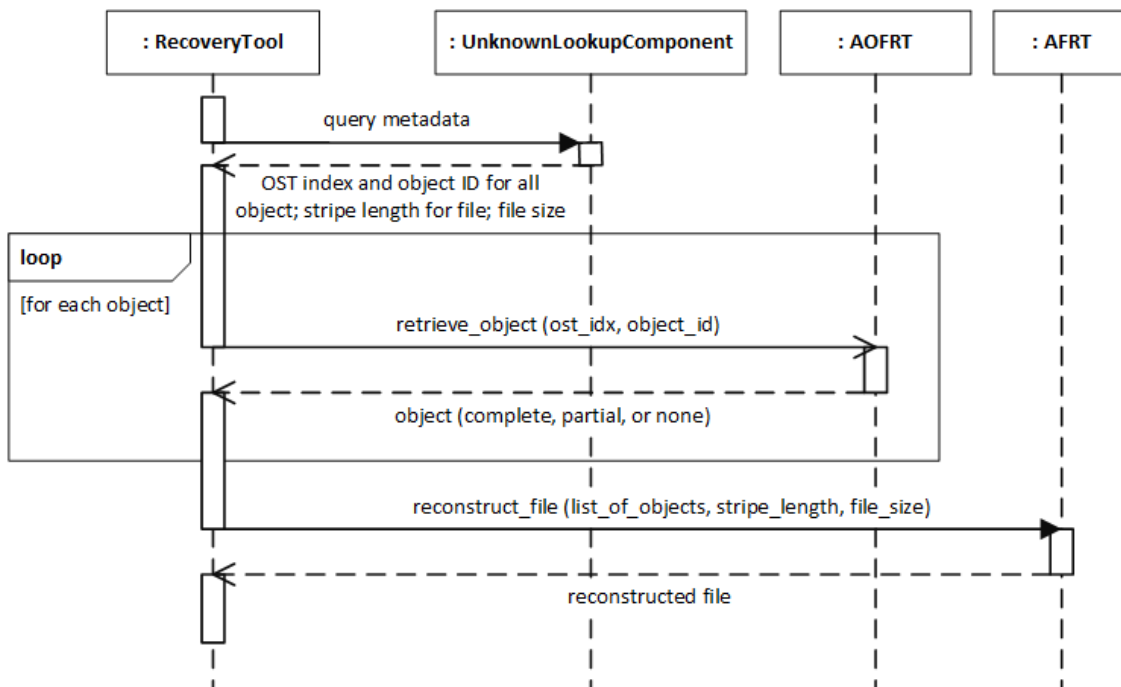 : RecoveryTool
: UnknownLookupComponent
: AOFRT
: AFRT
query metadata
OST index and object ID for all
object; stripe length for file; file size
loop
[for each object]
retrieve_object (ost_idx, object_id)
object (complete, partial, or none)
reconstruct_file (list_of_objects, stripe_length, file_size)
reconstructed file